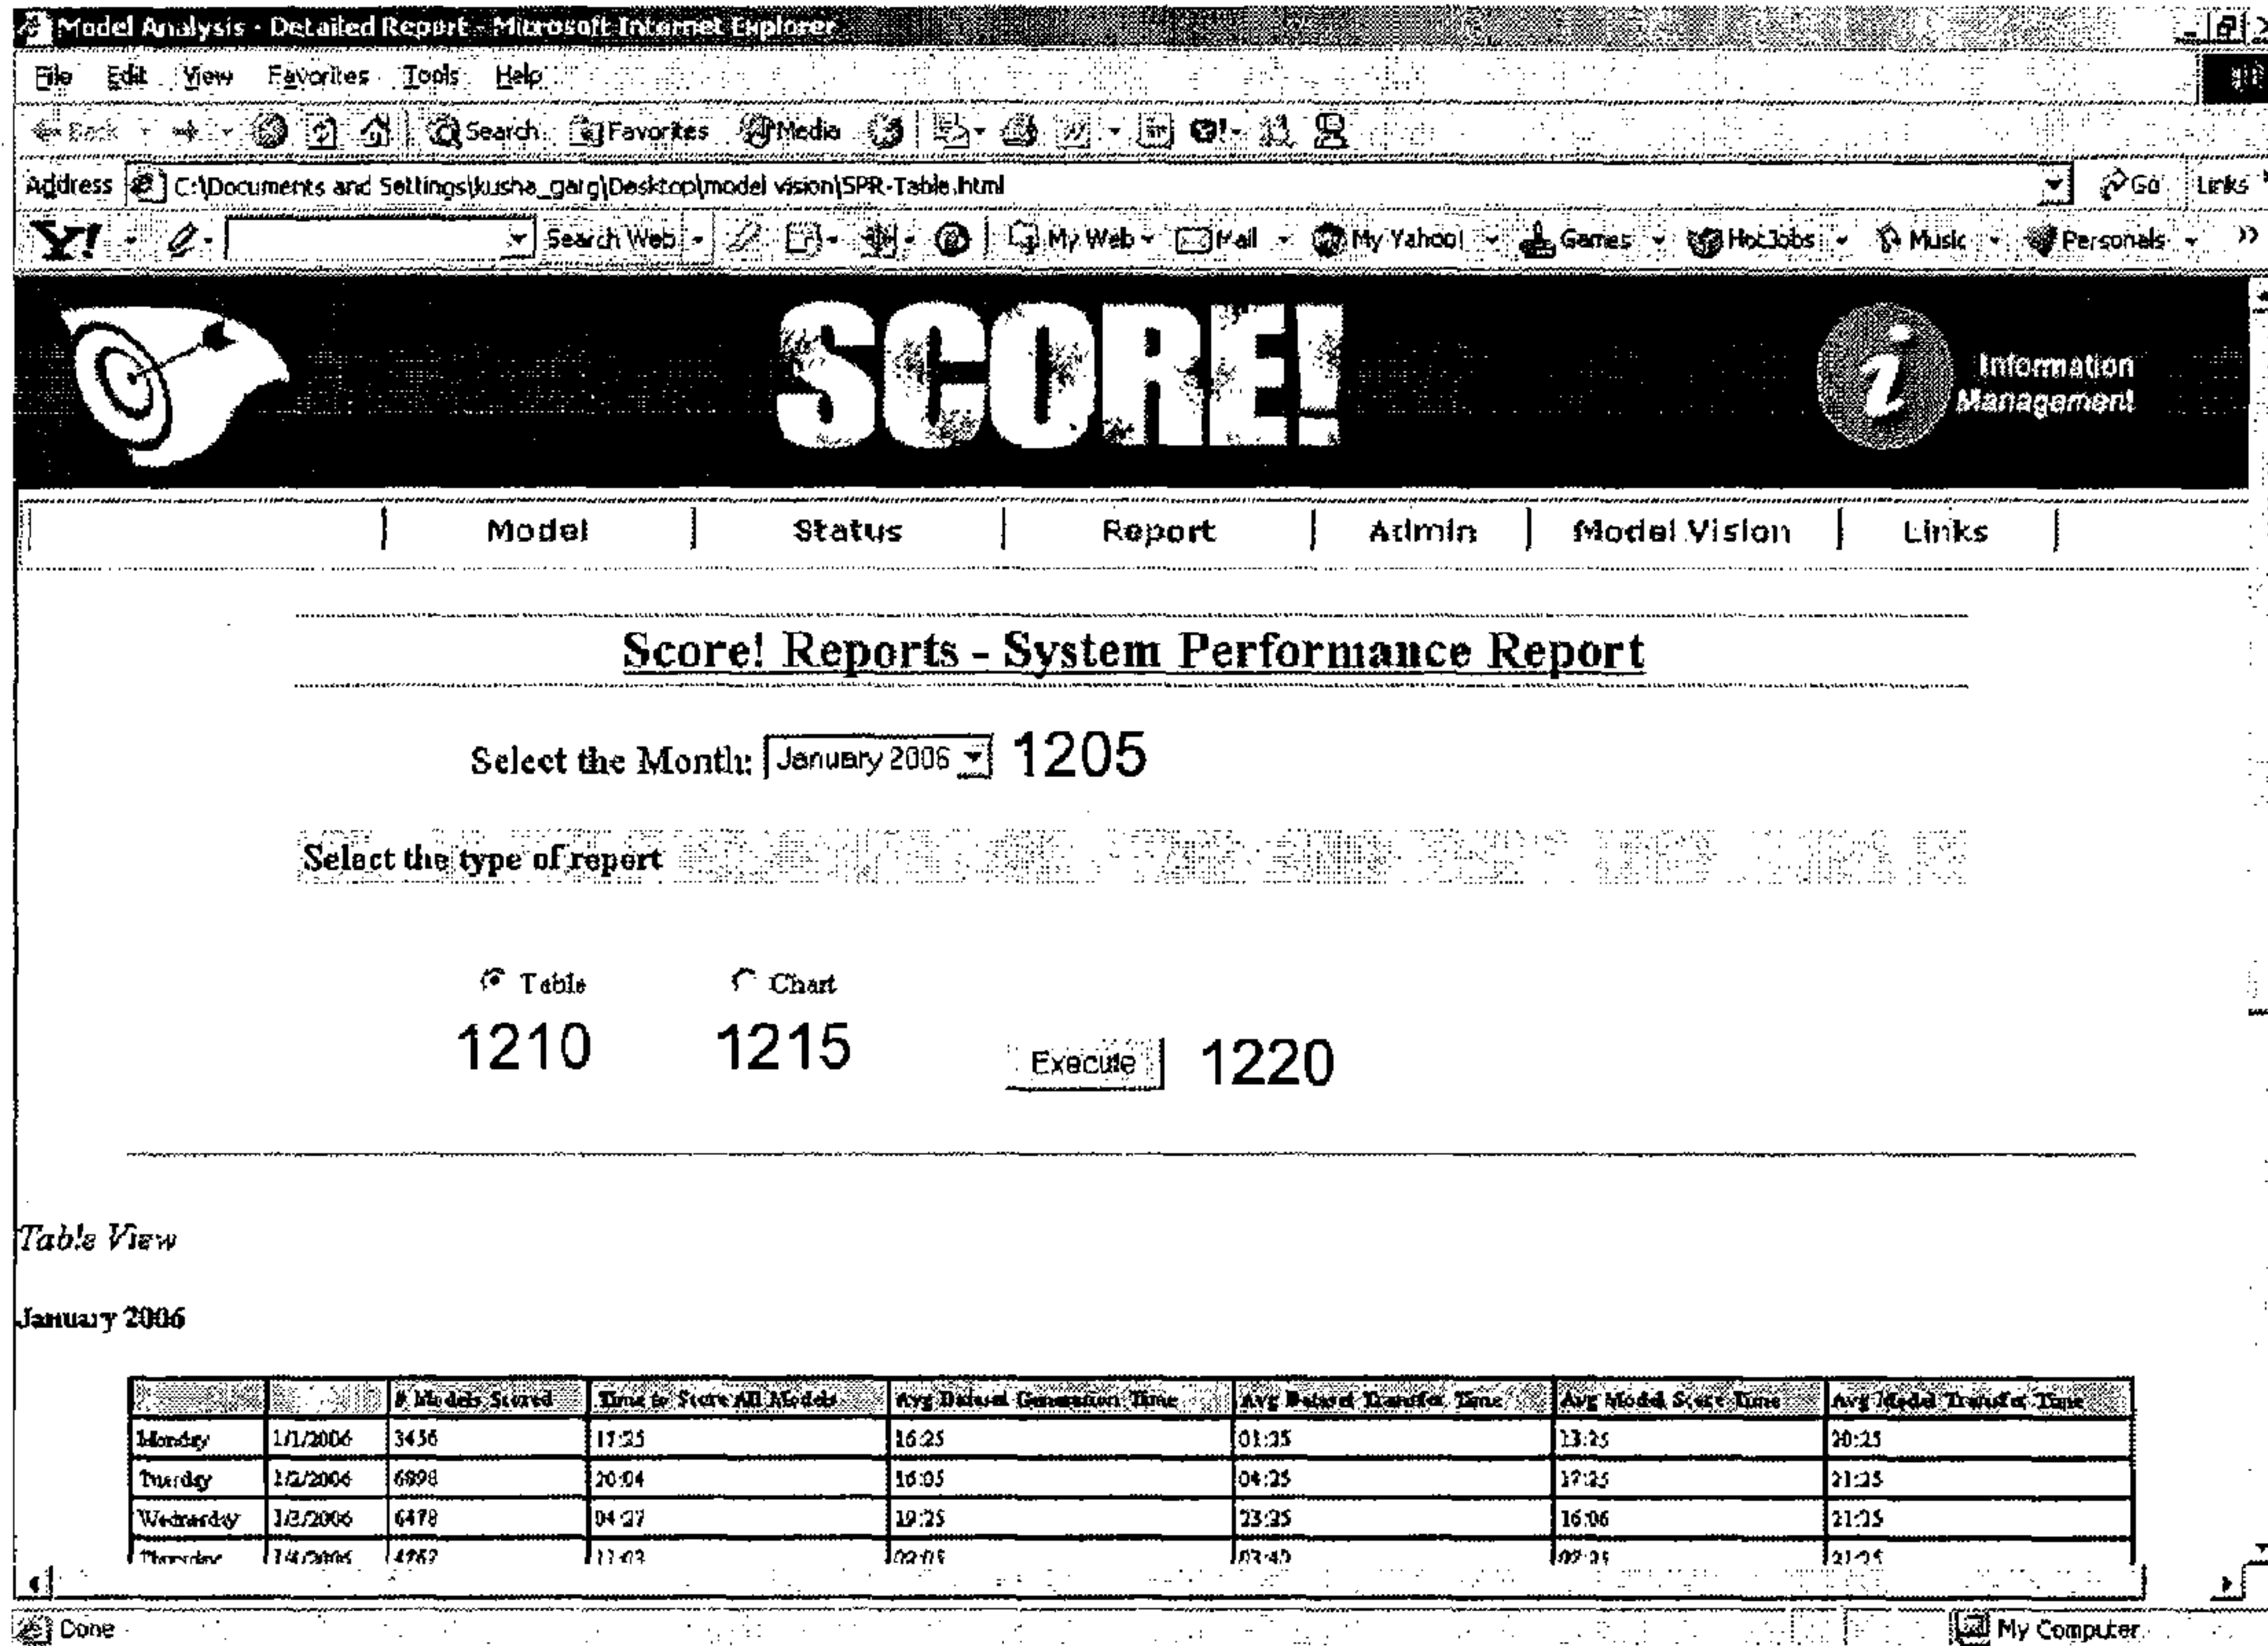 Model Analysis - Detailed Report - Microsoft Internet Explorer
File Edit View Favorites Tools Help
Back Search Favorites Media
Address C:\Documents and Settings\kusha_garg\Desktop\model vision\SPR-Table.html Go Links
Y! Search Web My Web Mail My Yahoo! Games HotJobs Music Personals »
SCORE!
i Information Management
Model | Status | Report | Admin | Model Vision | Links |
Score! Reports - System Performance Report
Select the Month: January 2006 1205
Select the type of report
Table Chart
1210 1215 Execute 1220
Table View
January 2006
# Models Scored Time to Score All Models Avg Dataset Generation Time Avg Dataset Transfer Time Avg Model Score Time Avg Model Transfer Time
Monday 1/1/2006 3456 17:25 16:25 01:25 13:25 20:25
Tuesday 1/2/2006 6898 20:04 16:05 04:25 17:25 21:25
Wednesday 1/3/2006 6478 04:27 19:25 23:25 16:06 21:25
Thursday 1/4/2006 21:25
Done My Computer